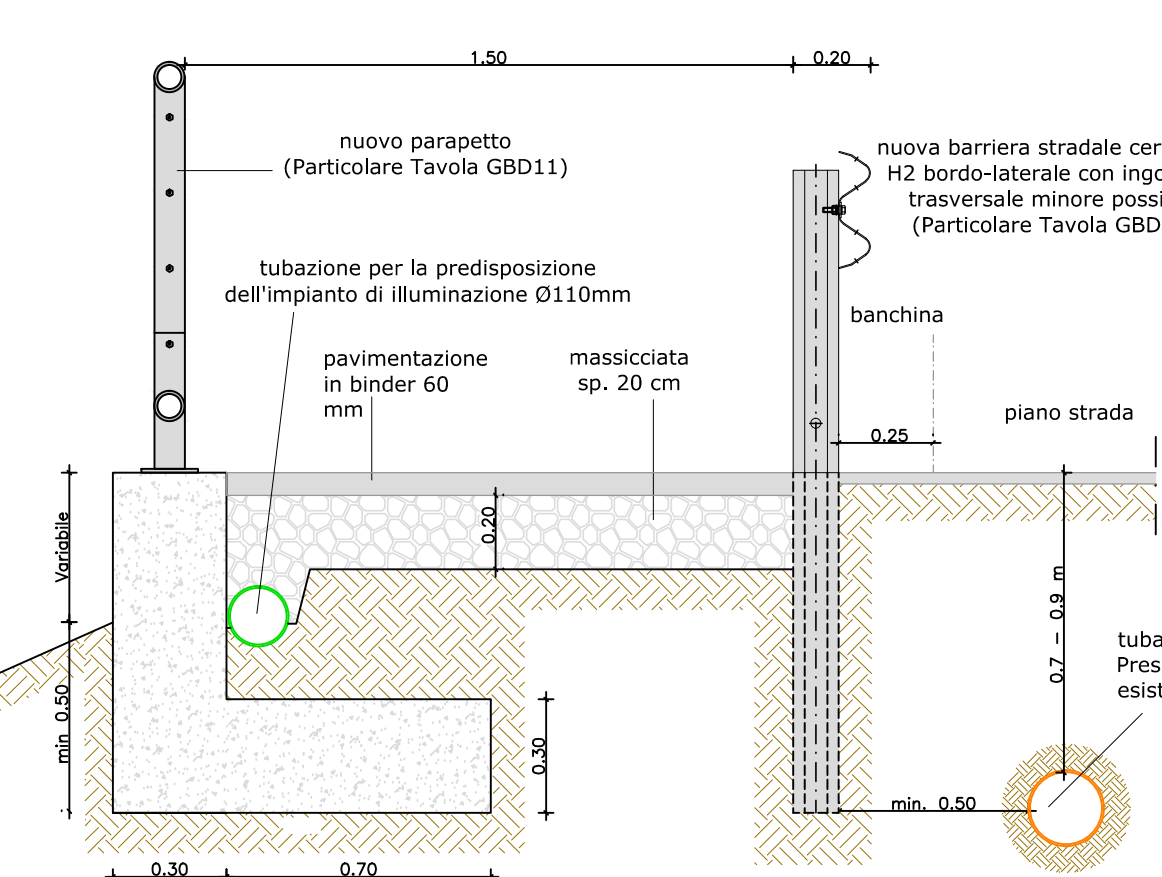 1.50
0.20
nuovo parapetto
(Particolare Tavola GBD11)
nuova barriera stradale cer
H2 bordo-laterale con ingo
trasversale minore possi
(Particolare Tavola GBD
tubazione per la predisposizione
dell'impianto di illuminazione Ø110mm
banchina
pavimentazione
in binder 60
mm
massicciata
sp. 20 cm
piano strada
0.25
Variabile
0.20
0.7 - 0.9 m
tuba
Pres
esist
min 0.50
0.30
min. 0.50
0.30
0.70